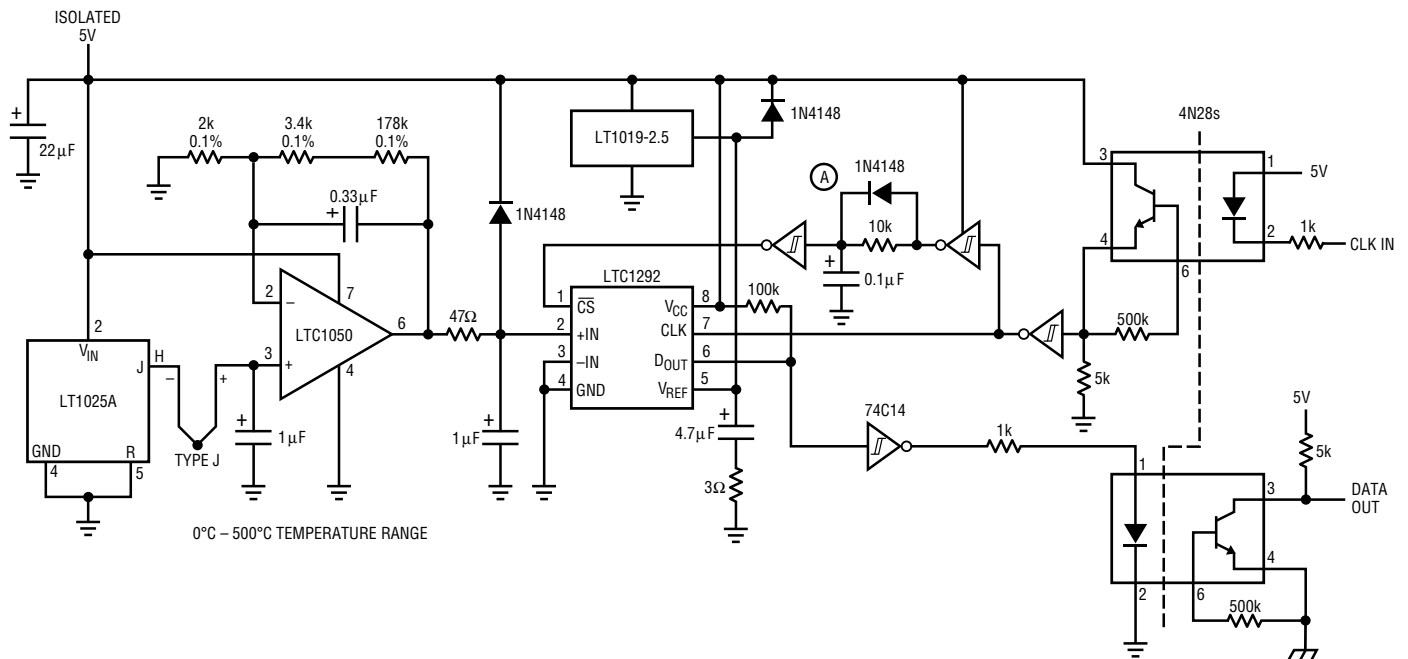 ISOLATED
5V
22µF
+
2k
0.1%
3.4k
0.1%
178k
0.1%
0.33µF
+
1N4148
LT1019-2.5
1N4148
A
1N4148
10k
+
0.1µF
4N28s
3
1
5V
4
2
1k
CLK IN
6
2
–
7
LTC1050
6
3
+
4
47Ω
LTC1292
1
CS
2
+IN
3
–IN
4
GND
VCC
8
CLK
7
DOUT
6
VREF
5
100k
500k
5k
2
VIN
J
H
–
+
LT1025A
GND
R
4
5
TYPE J
+
1µF
+
1µF
+
4.7µF
3Ω
74C14
1k
1
5V
5k
3
DATA
OUT
4
2
6
500k
0°C – 500°C TEMPERATURE RANGE